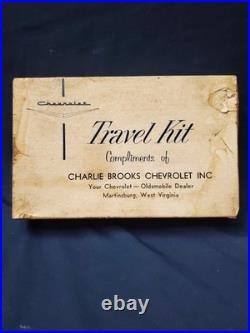 Chevrolet
Travel Kit
Compliments of
CHARLIE BROOKS CHEVROLET INC
Your Chevrolet — Oldsmobile Dealer
Martinsburg, West Virginia